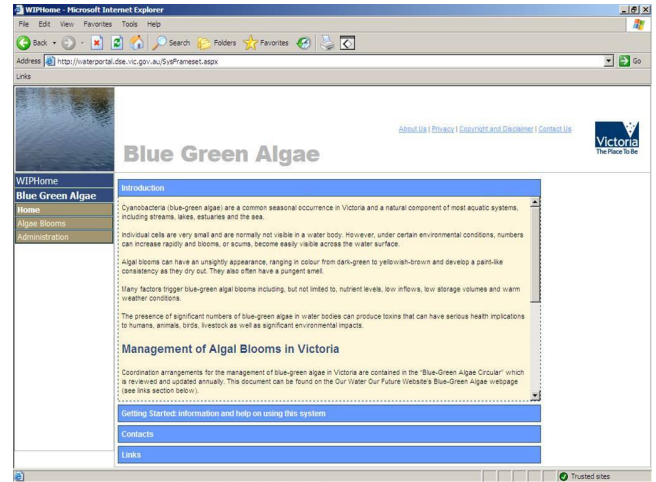 WIPHome - Microsoft Internet Explorer
File Edit View Favorites Tools Help
Back Search Folders Favorites
Address http://waterportal.dse.vic.gov.au/SysFrameset.aspx Go
Links
About Us | Privacy | Copyright and Disclaimer | Contact Us
Victoria
The Place To Be
Blue Green Algae
WIPHome
Blue Green Algae
Home
Algae Blooms
Administration
Introduction
Cyanobacteria (blue-green algae) are a common seasonal occurrence in Victoria and a natural component of most aquatic systems,
including streams, lakes, estuaries and the sea.
Individual cells are very small and are normally not visible in a water body. However, under certain environmental conditions, numbers
can increase rapidly and blooms, or scums, become easily visible across the water surface.
Algal blooms can have an unsightly appearance, ranging in colour from dark-green to yellowish-brown and develop a paint-like
consistency as they dry out. They also often have a pungent smell.
Many factors trigger blue-green algal blooms including, but not limited to, nutrient levels, low inflows, low storage volumes and warm
weather conditions.
The presence of significant numbers of blue-green algae in water bodies can produce toxins that can have serious health implications
to humans, animals, birds, livestock as well as significant environmental impacts.
Management of Algal Blooms in Victoria
Coordination arrangements for the management of blue-green algae in Victoria are contained in the "Blue-Green Algae Circular" which
is reviewed and updated annually. This document can be found on the Our Water Our Future Website's Blue-Green Algae webpage
(see links section below).
Getting Started: information and help on using this system
Contacts
Links
Trusted sites